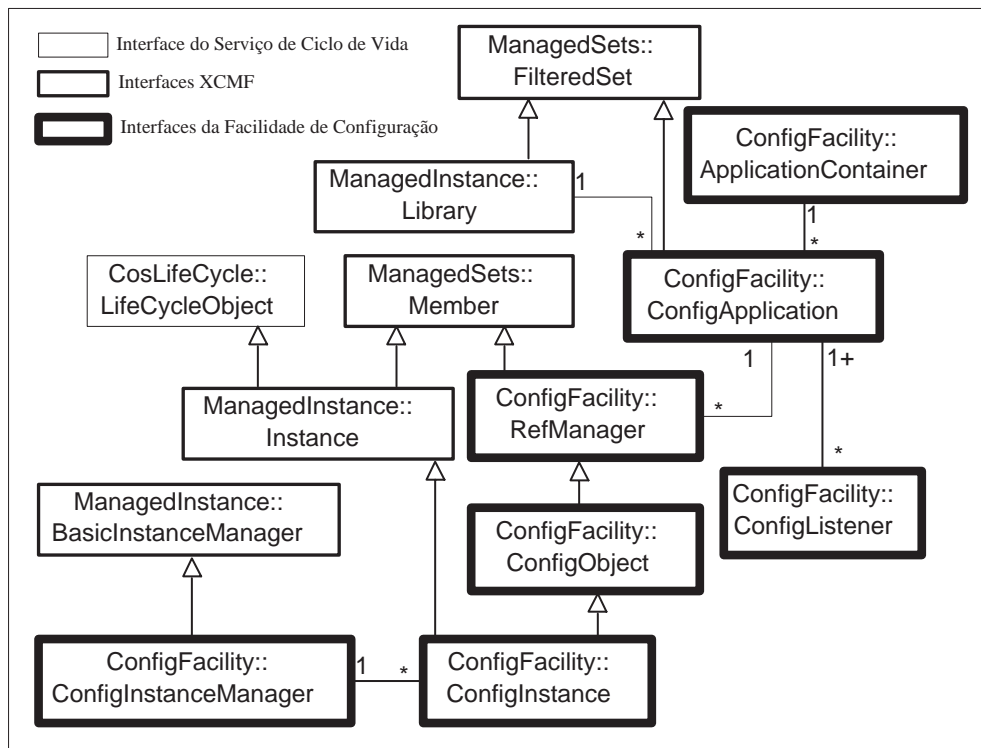 Interface do Serviço de Ciclo de Vida
Interfaces XCMF
Interfaces da Facilidade de Configuração
ManagedSets::
FilteredSet
ConfigFacility::
ApplicationContainer
ManagedInstance::
Library
1
*
1
*
CosLifeCycle::
LifeCycleObject
ManagedSets::
Member
ConfigFacility::
ConfigApplication
1
1+
ManagedInstance::
Instance
ConfigFacility::
RefManager
*
*
ManagedInstance::
BasicInstanceManager
ConfigFacility::
ConfigObject
ConfigFacility::
ConfigListener
ConfigFacility::
ConfigInstanceManager
1
*
ConfigFacility::
ConfigInstance